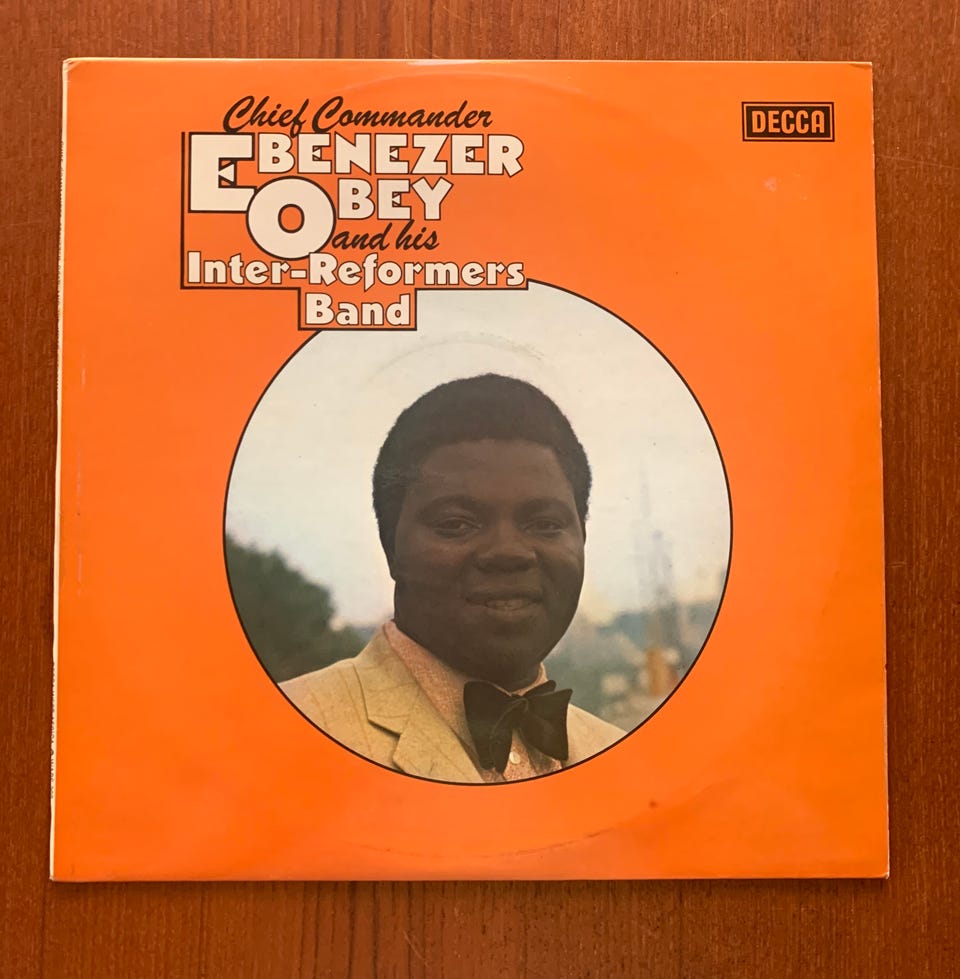 Chief Commander
EBENEZER
OBEY
and his
Inter-Reformers
Band
DECCA